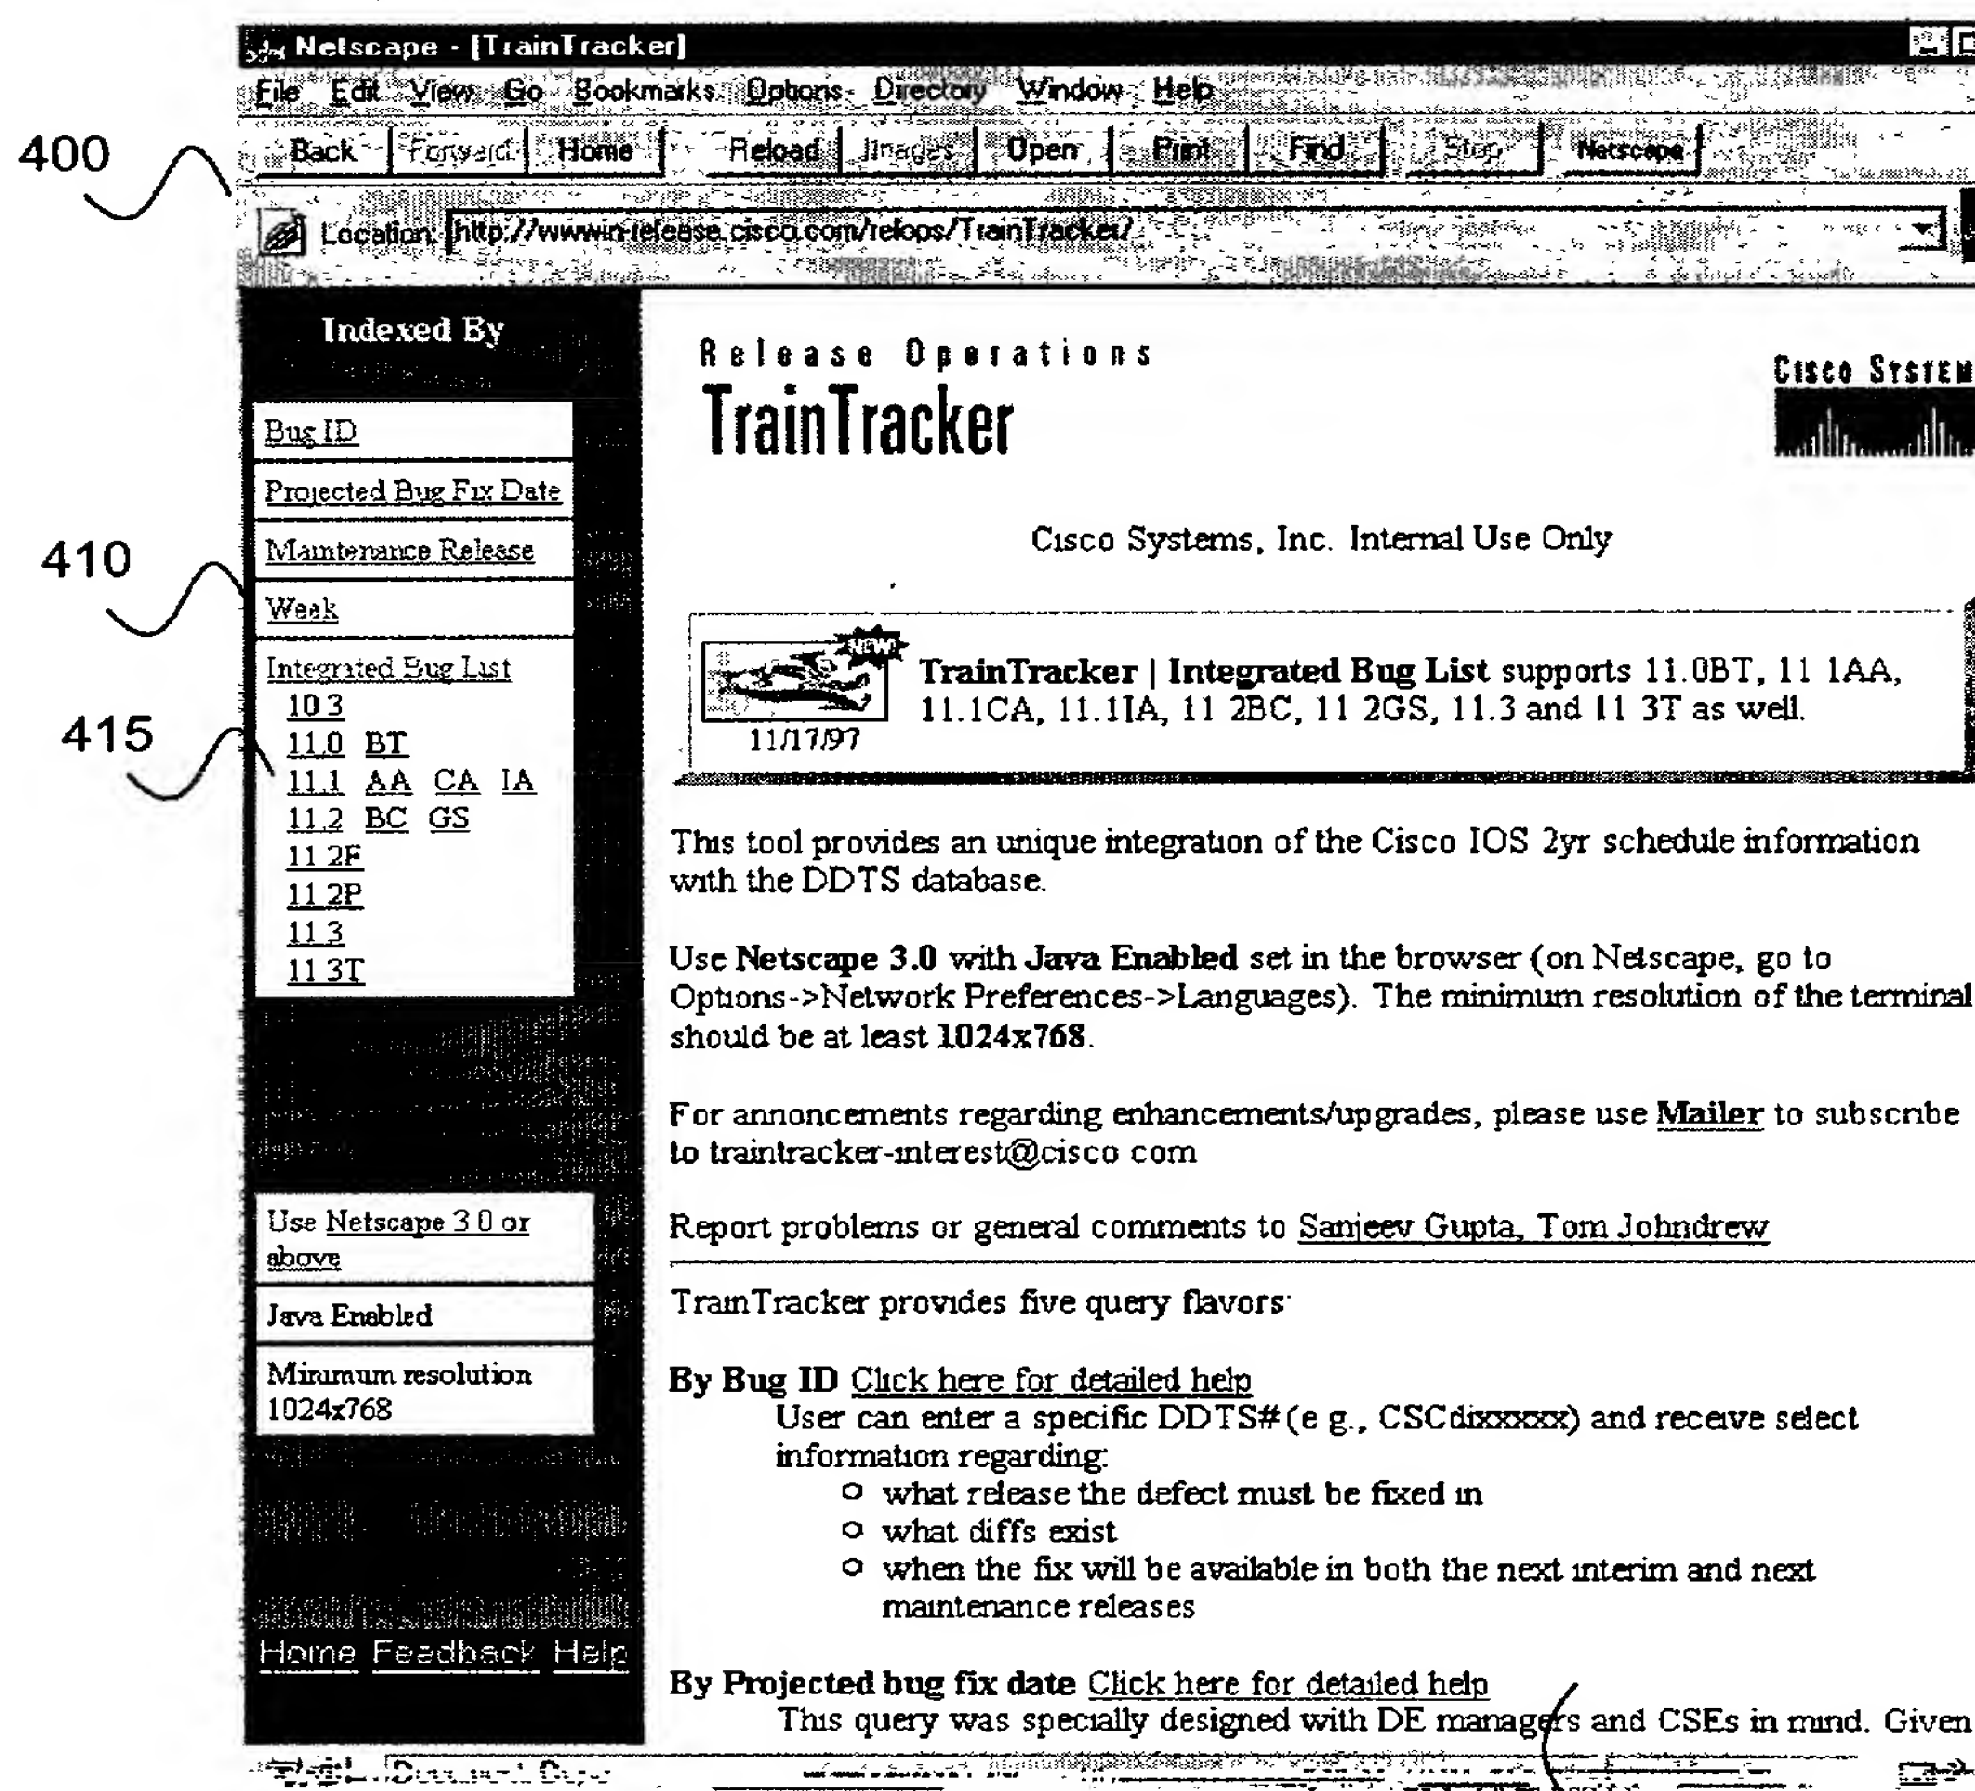 Netscape - [TrainTracker]
File Edit View Go Bookmarks Options Directory Window Help
400
Back Forward Home Reload Images Open Print Find Stop Netscape
Location: http://wwwin-release.cisco.com/relops/TrainTracker/
Indexed By
Bug ID
Projected Bug Fix Date
Maintenance Release
410
Week
Integrated Bug List
10 3
415
11.0 BT
11.1 AA CA IA
11.2 BC GS
11 2F
11 2P
11 3
11 3T
Use Netscape 3 0 or
above
Java Enabled
Minimum resolution
1024x768
Home Feedback Help
Release Operations
TrainTracker
CISCO SYSTEM
Cisco Systems, Inc. Internal Use Only
NEW!
11/17/97
TrainTracker | Integrated Bug List supports 11.0BT, 11 1AA,
11.1CA, 11.1IA, 11 2BC, 11 2GS, 11.3 and 11 3T as well.
This tool provides an unique integration of the Cisco IOS 2yr schedule information
with the DDTS database.
Use Netscape 3.0 with Java Enabled set in the browser (on Netscape, go to
Options->Network Preferences->Languages). The minimum resolution of the terminal
should be at least 1024x768.
For annoncements regarding enhancements/upgrades, please use Mailer to subscribe
to traintracker-interest@cisco com
Report problems or general comments to Sanjeev Gupta, Tom Johndrew
TrainTracker provides five query flavors:
By Bug ID Click here for detailed help
User can enter a specific DDTS# (e g., CSCdixxxxx) and receive select
information regarding:
o what release the defect must be fixed in
o what diffs exist
o when the fix will be available in both the next interim and next
maintenance releases
By Projected bug fix date Click here for detailed help
This query was specially designed with DE managers and CSEs in mind. Given